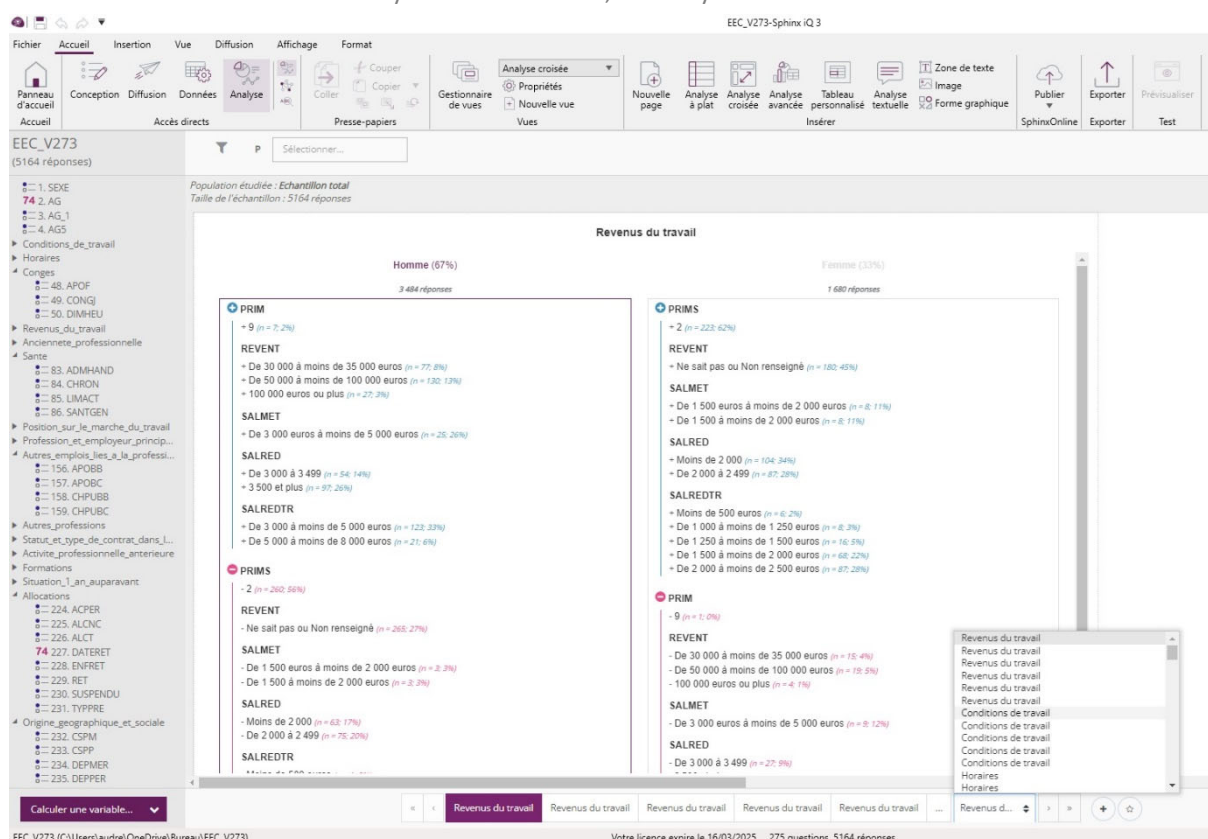 EEC_V273-Sphinx iQ 3
Fichier Accueil Insertion Vue Diffusion Affichage Format
Panneau d'accueil
Conception
Diffusion
Données
Analyse
Coller
Couper
Copier
Gestionnaire de vues
Analyse croisée
Propriétés
Nouvelle vue
Nouvelle page
Analyse à plat
Analyse croisée
Analyse avancée
Tableau personnalisé
Analyse textuelle
Zone de texte
Image
Forme graphique
Publier
Exporter
Prévisualiser
Accueil Accès directs Presse-papiers Vues Insérer SphinxOnline Exporter Test
EEC_V273
(5164 réponses)
P Sélectionner...
1. SEXE
74 2. AG
3. AG_1
4. AG5
Conditions_de_travail
Horaires
Conges
48. APOF
49. CONGJ
50. DIMHEU
Revenus_du_travail
Anciennete_professionnelle
Sante
83. ADMHAND
84. CHRON
85. LIMACT
86. SANTGEN
Position_sur_le_marche_du_travail
Profession_et_employeur_princip...
Autres_emplois_lies_a_la_professi...
156. APOBB
157. APOBC
158. CHPUBB
159. CHPUBC
Autres_professions
Statut_et_type_de_contrat_dans_l...
Activite_professionnelle_anterieure
Formations
Situation_1_an_auparavant
Allocations
224. ACPER
225. ALCNC
226. ALCT
74 227. DATERET
228. ENFRET
229. RET
230. SUSPENDU
231. TYPPRE
Origine_geographique_et_sociale
232. CSPM
233. CSPP
234. DEPMER
235. DEPPER
Population étudiée : Echantillon total
Taille de l'échantillon : 5164 réponses
Revenus du travail
Homme (67%)
3 484 réponses
PRIM
+ 9 (n = 7; 2%)
REVENT
+ De 30 000 à moins de 35 000 euros (n = 77; 8%)
+ De 50 000 à moins de 100 000 euros (n = 130; 13%)
+ 100 000 euros ou plus (n = 27; 3%)
SALMET
+ De 3 000 euros à moins de 5 000 euros (n = 25; 26%)
SALRED
+ De 3 000 à 3 499 (n = 54; 14%)
+ 3 500 et plus (n = 97; 26%)
SALREDTR
+ De 3 000 à moins de 5 000 euros (n = 123; 33%)
+ De 5 000 à moins de 8 000 euros (n = 21; 6%)
PRIMS
- 2 (n = 260; 56%)
REVENT
- Ne sait pas ou Non renseigné (n = 265; 27%)
SALMET
- De 1 500 euros à moins de 2 000 euros (n = 3; 3%)
- De 1 500 à moins de 2 000 euros (n = 3; 3%)
SALRED
- Moins de 2 000 (n = 63; 17%)
- De 2 000 à 2 499 (n = 75; 20%)
SALREDTR
Femme (33%)
1 680 réponses
PRIMS
+ 2 (n = 223; 62%)
REVENT
+ Ne sait pas ou Non renseigné (n = 180; 45%)
SALMET
+ De 1 500 euros à moins de 2 000 euros (n = 8; 11%)
+ De 1 500 à moins de 2 000 euros (n = 8; 11%)
SALRED
+ Moins de 2 000 (n = 104; 34%)
+ De 2 000 à 2 499 (n = 87; 28%)
SALREDTR
+ Moins de 500 euros (n = 6; 2%)
+ De 1 000 à moins de 1 250 euros (n = 8; 3%)
+ De 1 250 à moins de 1 500 euros (n = 16; 5%)
+ De 1 500 à moins de 2 000 euros (n = 68; 22%)
+ De 2 000 à moins de 2 500 euros (n = 87; 28%)
PRIM
- 9 (n = 1; 0%)
REVENT
- De 30 000 à moins de 35 000 euros (n = 15; 4%)
- De 50 000 à moins de 100 000 euros (n = 19; 5%)
- 100 000 euros ou plus (n = 4; 1%)
SALMET
- De 3 000 euros à moins de 5 000 euros (n = 9; 12%)
SALRED
- De 3 000 à 3 499 (n = 27; 9%)
Revenus du travail
Revenus du travail
Revenus du travail
Revenus du travail
Revenus du travail
Revenus du travail
Conditions de travail
Conditions de travail
Conditions de travail
Conditions de travail
Conditions de travail
Horaires
Horaires
Calculer une variable...
« ‹ Revenus du travail Revenus du travail Revenus du travail Revenus du travail Revenus du travail ... Revenus d... › »
EEC_V273 (C:\Users\audre\OneDrive\Bureau\EEC_V273) Votre licence expire le 16/03/2025 275 questions, 5164 réponses